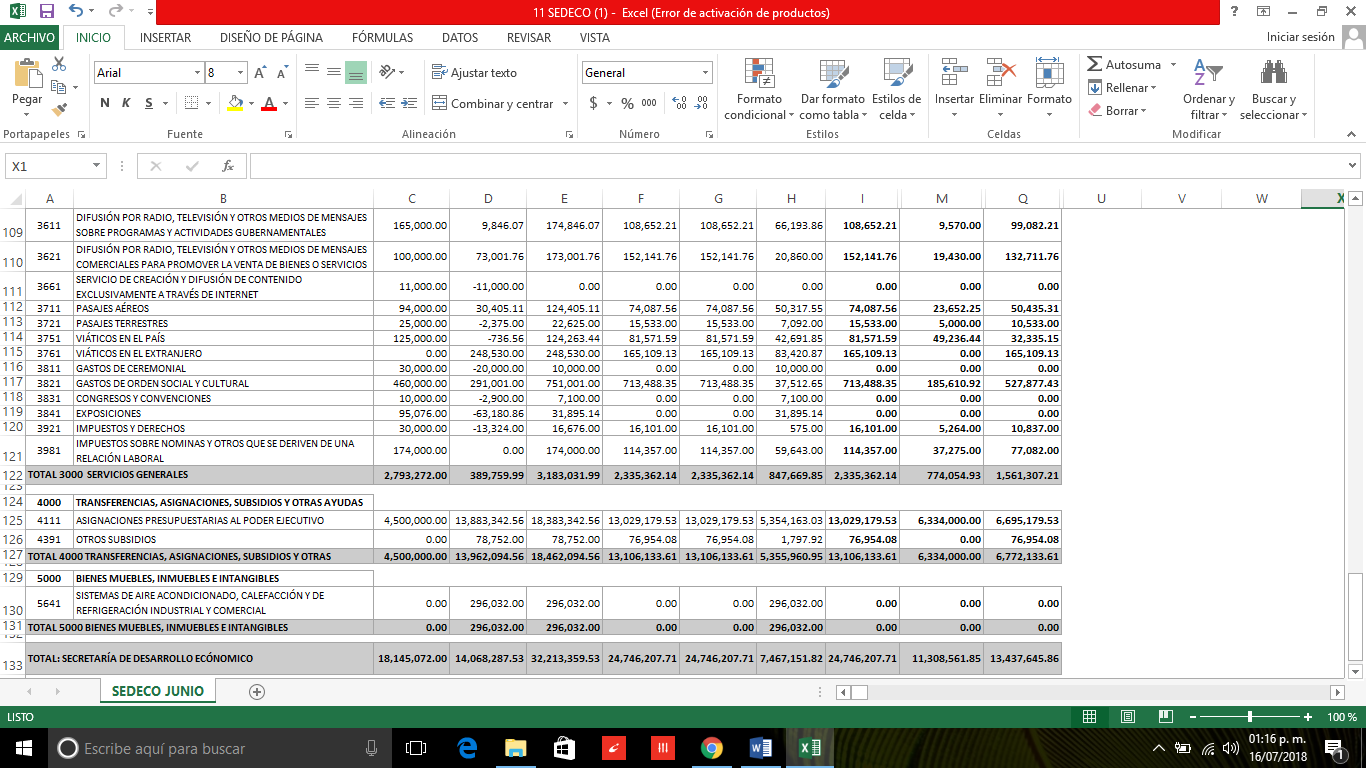 11 SEDECO (1) - Excel (Error de activación de productos)
ARCHIVO INICIO INSERTAR DISEÑO DE PÁGINA FÓRMULAS DATOS REVISAR VISTA Iniciar sesión
Arial 8 Ajustar texto General Autosuma
Pegar N K S Combinar y centrar $ % 000 Formato condicional Dar formato como tabla Estilos de celda Insertar Eliminar Formato Rellenar Borrar Ordenar y filtrar Buscar y seleccionar
Portapapeles Fuente Alineación Número Estilos Celdas Modificar
X1 fx
A B C D E F G H I M Q U V W X
109 3611 DIFUSIÓN POR RADIO, TELEVISIÓN Y OTROS MEDIOS DE MENSAJES
SOBRE PROGRAMAS Y ACTIVIDADES GUBERNAMENTALES 165,000.00 9,846.07 174,846.07 108,652.21 108,652.21 66,193.86 108,652.21 9,570.00 99,082.21
110 3621 DIFUSIÓN POR RADIO, TELEVISIÓN Y OTROS MEDIOS DE MENSAJES
COMERCIALES PARA PROMOVER LA VENTA DE BIENES O SERVICIOS 100,000.00 73,001.76 173,001.76 152,141.76 152,141.76 20,860.00 152,141.76 19,430.00 132,711.76
111 3661 SERVICIO DE CREACIÓN Y DIFUSIÓN DE CONTENIDO
EXCLUSIVAMENTE A TRAVÉS DE INTERNET 11,000.00 -11,000.00 0.00 0.00 0.00 0.00 0.00 0.00 0.00
112 3711 PASAJES AÉREOS 94,000.00 30,405.11 124,405.11 74,087.56 74,087.56 50,317.55 74,087.56 23,652.25 50,435.31
113 3721 PASAJES TERRESTRES 25,000.00 -2,375.00 22,625.00 15,533.00 15,533.00 7,092.00 15,533.00 5,000.00 10,533.00
114 3751 VIÁTICOS EN EL PAÍS 125,000.00 -736.56 124,263.44 81,571.59 81,571.59 42,691.85 81,571.59 49,236.44 32,335.15
115 3761 VIÁTICOS EN EL EXTRANJERO 0.00 248,530.00 248,530.00 165,109.13 165,109.13 83,420.87 165,109.13 0.00 165,109.13
116 3811 GASTOS DE CEREMONIAL 30,000.00 -20,000.00 10,000.00 0.00 0.00 10,000.00 0.00 0.00 0.00
117 3821 GASTOS DE ORDEN SOCIAL Y CULTURAL 460,000.00 291,001.00 751,001.00 713,488.35 713,488.35 37,512.65 713,488.35 185,610.92 527,877.43
118 3831 CONGRESOS Y CONVENCIONES 10,000.00 -2,900.00 7,100.00 0.00 0.00 7,100.00 0.00 0.00 0.00
119 3841 EXPOSICIONES 95,076.00 -63,180.86 31,895.14 0.00 0.00 31,895.14 0.00 0.00 0.00
120 3921 IMPUESTOS Y DERECHOS 30,000.00 -13,324.00 16,676.00 16,101.00 16,101.00 575.00 16,101.00 5,264.00 10,837.00
121 3981 IMPUESTOS SOBRE NOMINAS Y OTROS QUE SE DERIVEN DE UNA
RELACIÓN LABORAL 174,000.00 0.00 174,000.00 114,357.00 114,357.00 59,643.00 114,357.00 37,275.00 77,082.00
122 TOTAL 3000 SERVICIOS GENERALES 2,793,272.00 389,759.99 3,183,031.99 2,335,362.14 2,335,362.14 847,669.85 2,335,362.14 774,054.93 1,561,307.21
123
124 4000 TRANSFERENCIAS, ASIGNACIONES, SUBSIDIOS Y OTRAS AYUDAS
125 4111 ASIGNACIONES PRESUPUESTARIAS AL PODER EJECUTIVO 4,500,000.00 13,883,342.56 18,383,342.56 13,029,179.53 13,029,179.53 5,354,163.03 13,029,179.53 6,334,000.00 6,695,179.53
126 4391 OTROS SUBSIDIOS 0.00 78,752.00 78,752.00 76,954.08 76,954.08 1,797.92 76,954.08 0.00 76,954.08
127 TOTAL 4000 TRANSFERENCIAS, ASIGNACIONES, SUBSIDIOS Y OTRAS 4,500,000.00 13,962,094.56 18,462,094.56 13,106,133.61 13,106,133.61 5,355,960.95 13,106,133.61 6,334,000.00 6,772,133.61
129 5000 BIENES MUEBLES, INMUEBLES E INTANGIBLES
130 5641 SISTEMAS DE AIRE ACONDICIONADO, CALEFACCIÓN Y DE
REFRIGERACIÓN INDUSTRIAL Y COMERCIAL 0.00 296,032.00 296,032.00 0.00 0.00 296,032.00 0.00 0.00 0.00
131 TOTAL 5000 BIENES MUEBLES, INMUEBLES E INTANGIBLES 0.00 296,032.00 296,032.00 0.00 0.00 296,032.00 0.00 0.00 0.00
133 TOTAL: SECRETARÍA DE DESARROLLO ECÓNOMICO 18,145,072.00 14,068,287.53 32,213,359.53 24,746,207.71 24,746,207.71 7,467,151.82 24,746,207.71 11,308,561.85 13,437,645.86
SEDECO JUNIO
LISTO 100 %
Escribe aquí para buscar 01:16 p. m.
16/07/2018